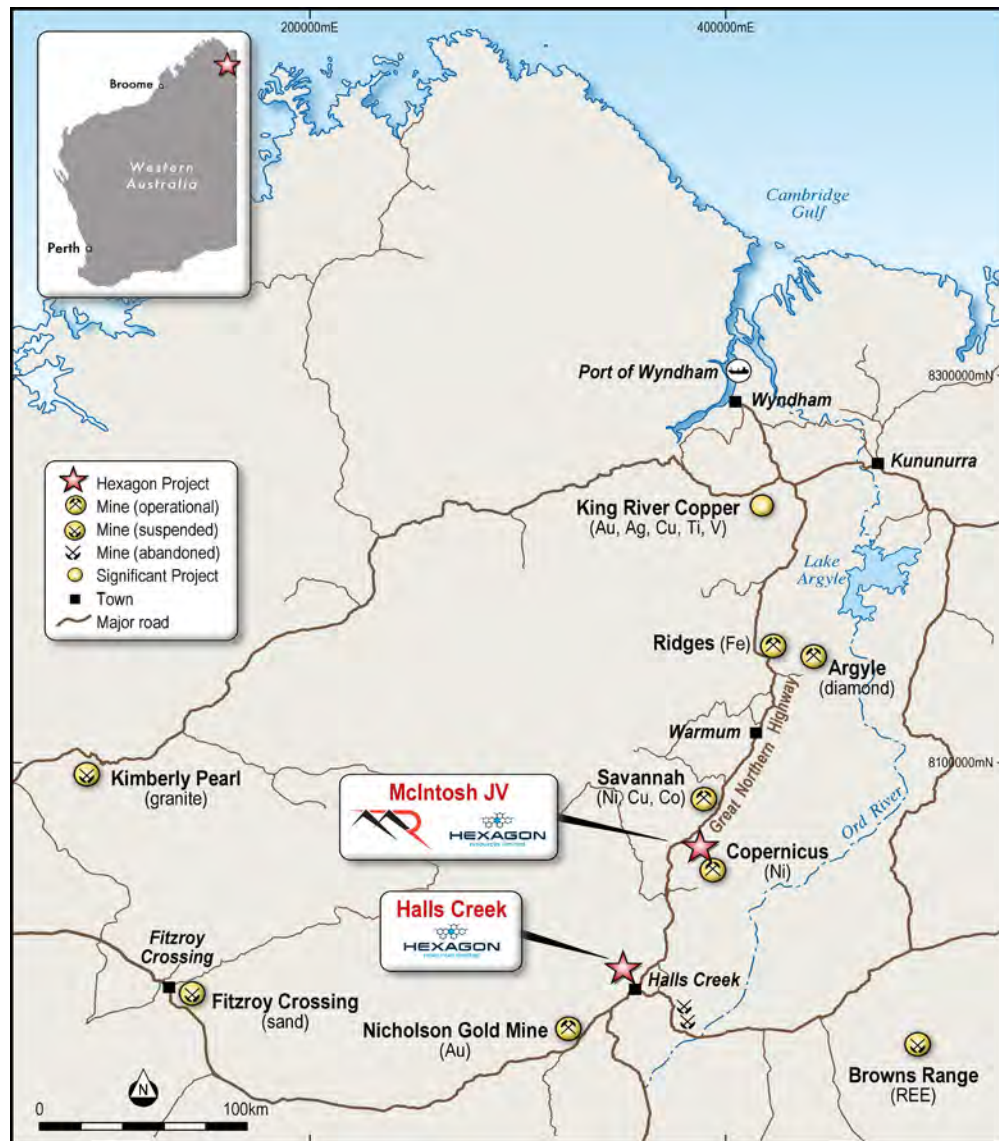 200000mE
400000mE
Broome
Western
Australia
Perth
Cambridge
Gulf
Port of Wyndham
8300000mN
Wyndham
Kununurra
Hexagon Project
Mine (operational)
Mine (suspended)
Mine (abandoned)
Significant Project
Town
Major road
King River Copper
(Au, Ag, Cu, Ti, V)
Lake
Argyle
Ridges (Fe)
Argyle
(diamond)
Great Northern Highway
Warmum
Kimberly Pearl
(granite)
Savannah
(Ni, Cu, Co)
8100000mN
McIntosh JV
HEXAGON
Ord River
Copernicus
(Ni)
Halls Creek
HEXAGON
Fitzroy
Crossing
Halls Creek
Fitzroy Crossing
(sand)
Nicholson Gold Mine
(Au)
Browns Range
(REE)
N
0 100km